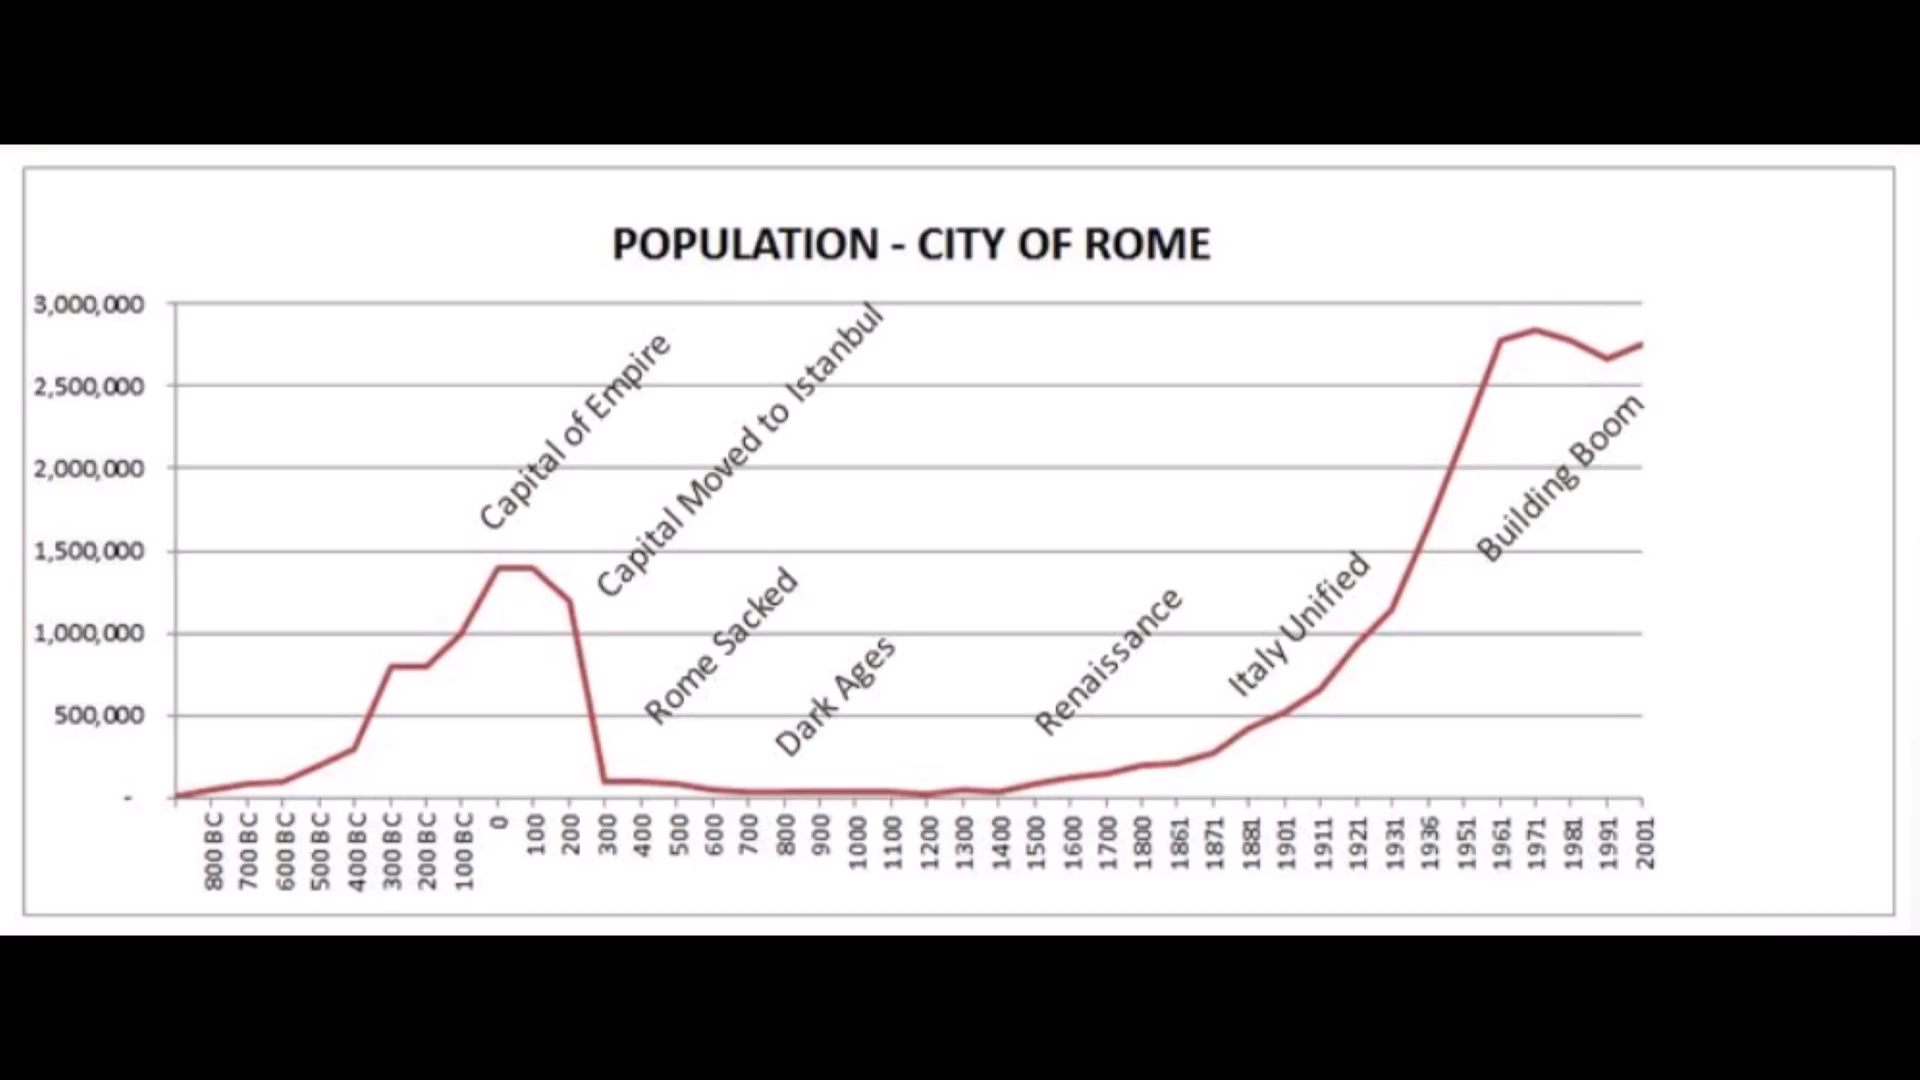 POPULATION - CITY OF ROME
3,000,000
2,500,000
2,000,000
1,500,000
1,000,000
500,000
-
Capital of Empire
Capital Moved to Istanbul
Rome Sacked
Dark Ages
Renaissance
Italy Unified
Building Boom
800 BC
700 BC
600 BC
500 BC
400 BC
300 BC
200 BC
100 BC
0
100
200
300
400
500
600
700
800
900
1000
1100
1200
1300
1400
1500
1600
1700
1800
1861
1871
1881
1901
1911
1921
1931
1936
1951
1961
1971
1981
1991
2001